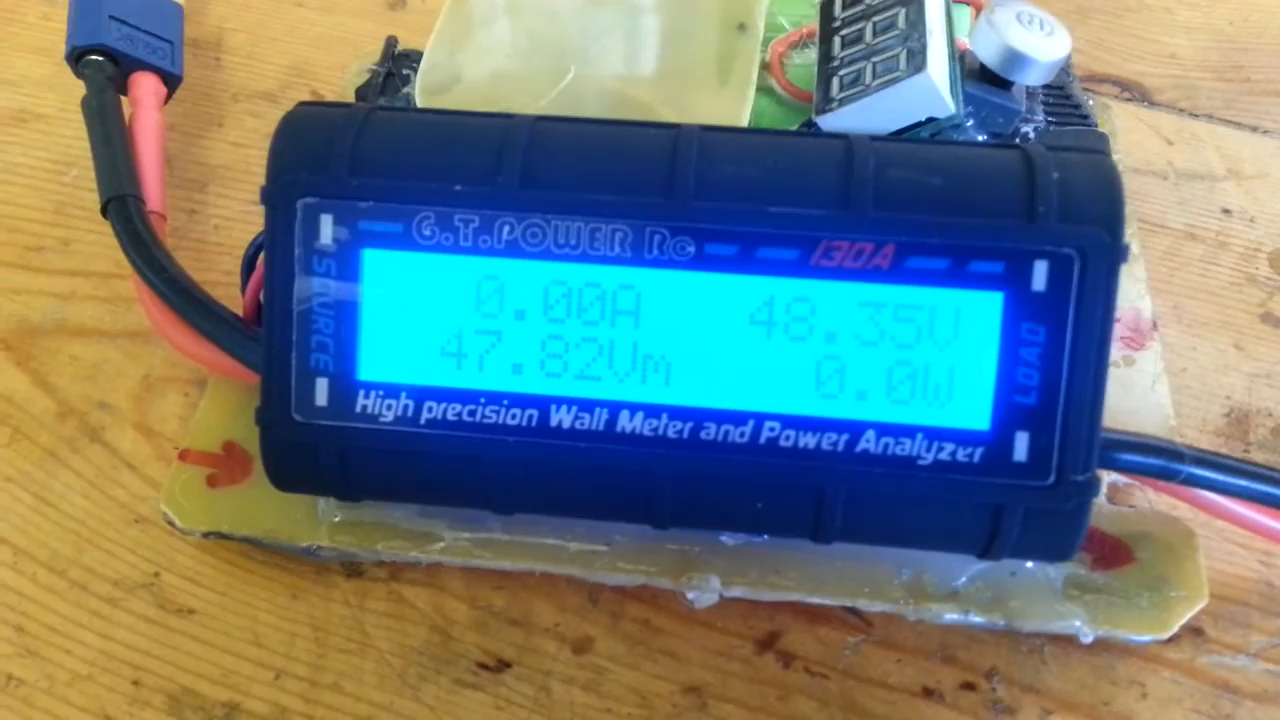 G.T.POWER RC 130A
SOURCE
0.00A 48.35V
47.82Vm 0.0W
LOAD
High precision Watt Meter and Power Analyzer